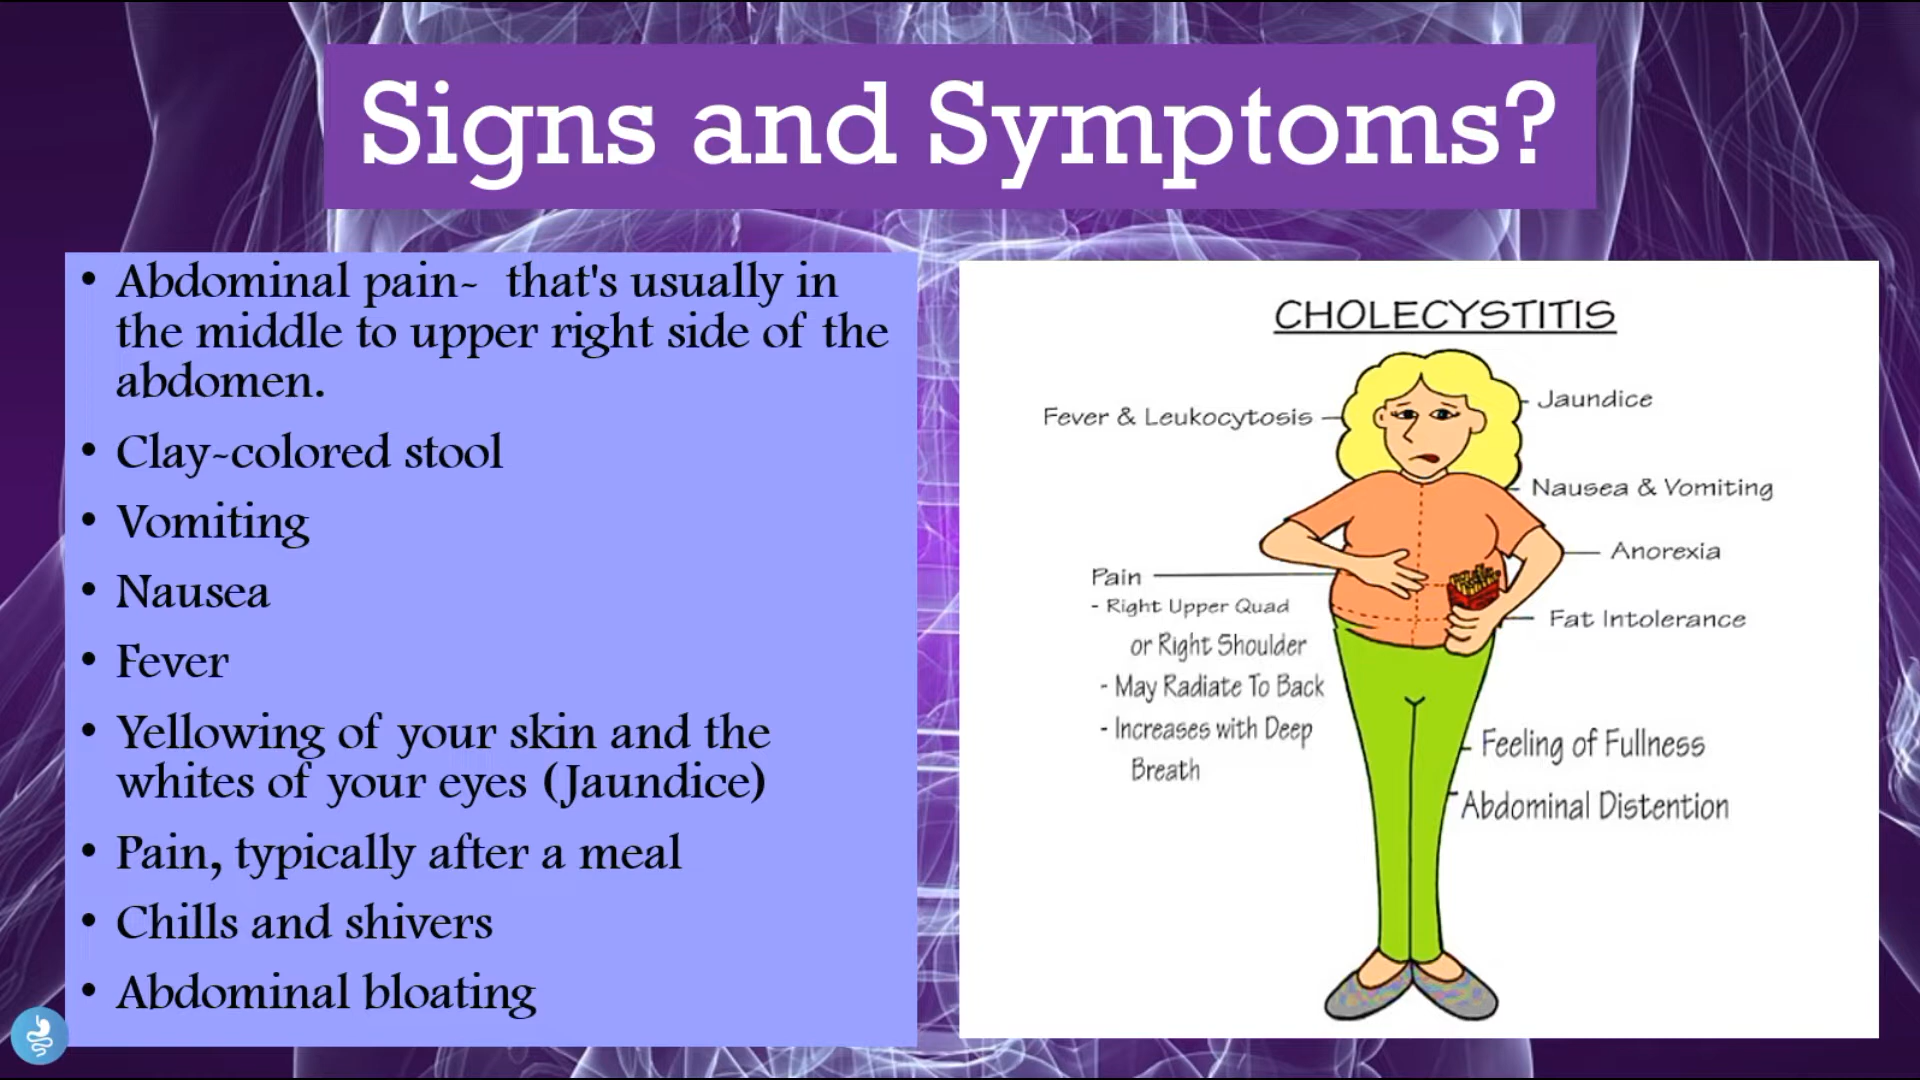 Signs and Symptoms?
• Abdominal pain- that's usually in
the middle to upper right side of the
abdomen.
• Clay-colored stool
• Vomiting
• Nausea
• Fever
• Yellowing of your skin and the
whites of your eyes (Jaundice)
• Pain, typically after a meal
• Chills and shivers
• Abdominal bloating
CHOLECYSTITIS
Fever & Leukocytosis
Jaundice
Nausea & Vomiting
Anorexia
Pain
- Right Upper Quad
or Right Shoulder
- May Radiate To Back
- Increases with Deep
Breath
Fat Intolerance
Feeling of Fullness
Abdominal Distention